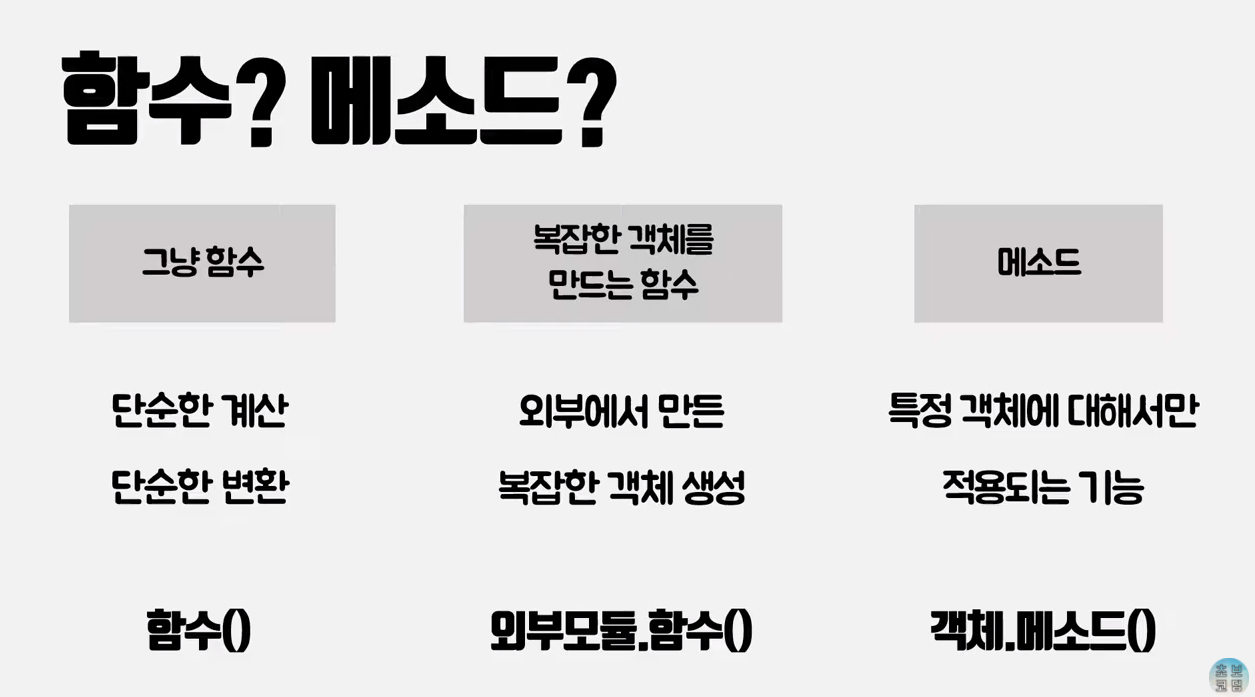 함수? 메소드?
그냥 함수
복잡한 객체를
만드는 함수
메소드
단순한 계산
단순한 변환
외부에서 만든
복잡한 객체 생성
특정 객체에 대해서만
적용되는 기능
함수()
외부모듈.함수()
객체.메소드()
초보
코딩